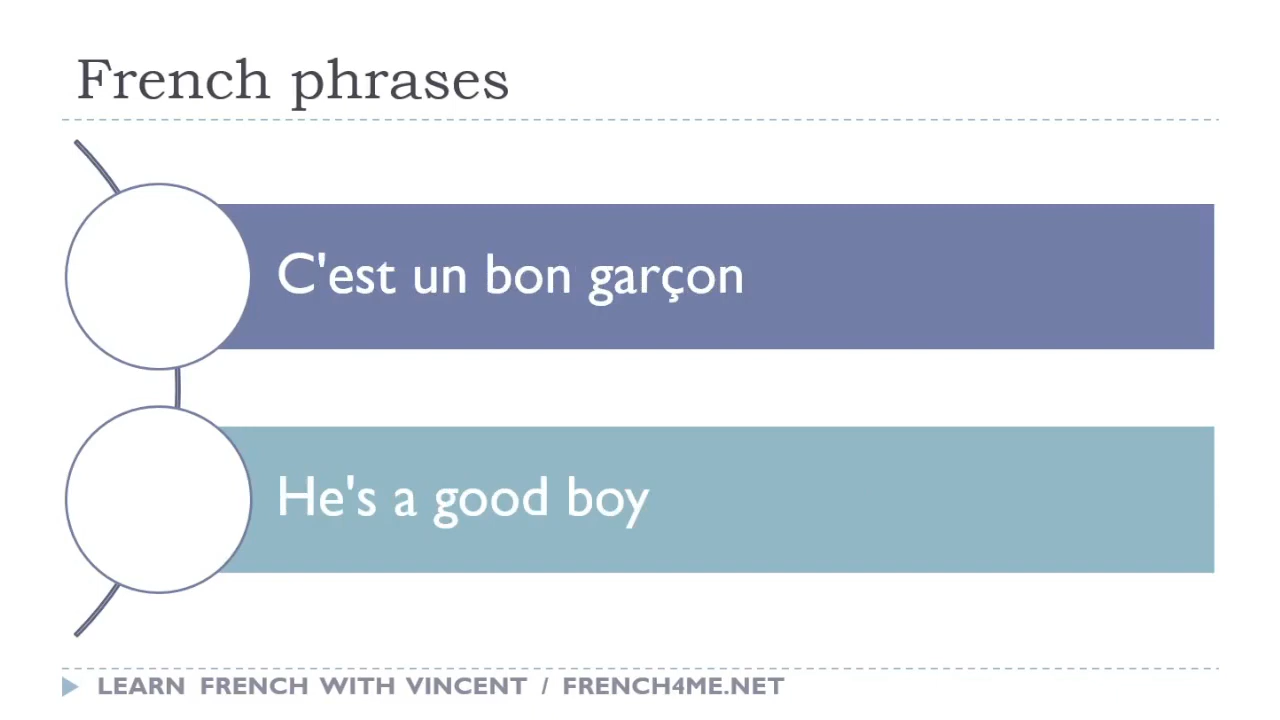 French phrases
C'est un bon garçon
He's a good boy
LEARN FRENCH WITH VINCENT / FRENCH4ME.NET